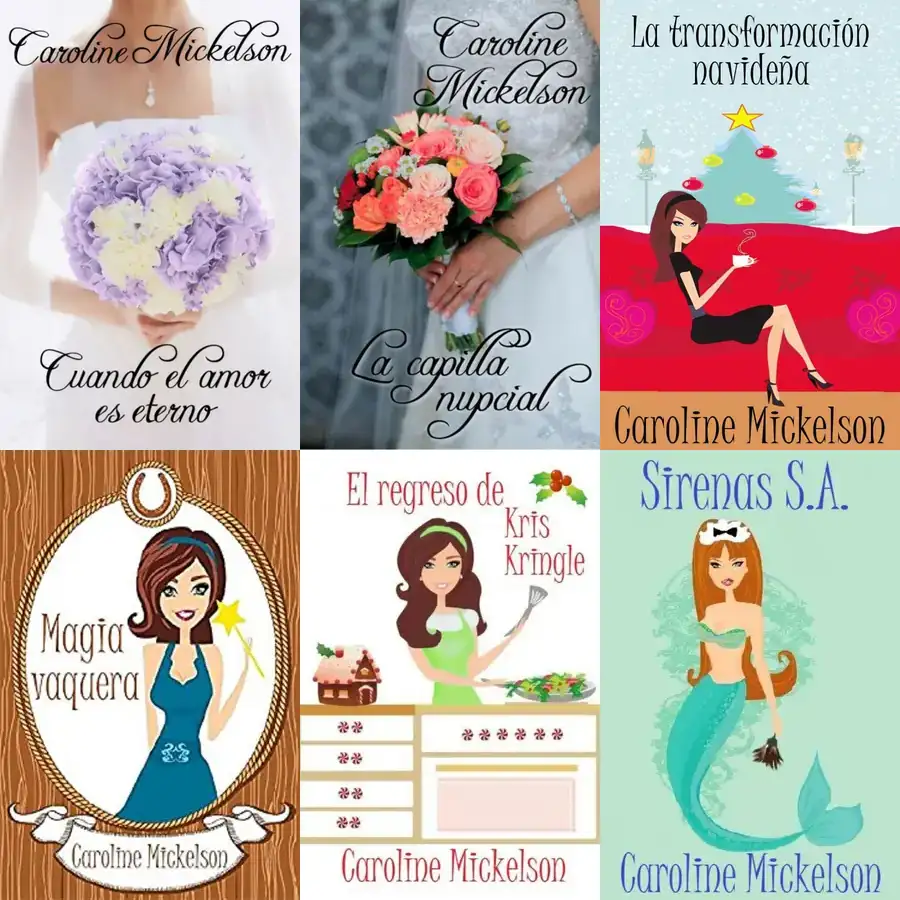 Caroline Mickelson
Cuando el amor
es eterno
Caroline
Mickelson
La capilla
nupcial
La transformación
navideña
Caroline Mickelson
Magia
vaquera
Caroline Mickelson
El regreso de
Kris
Kringle
Caroline Mickelson
Sirenas S.A.
Caroline Mickelson